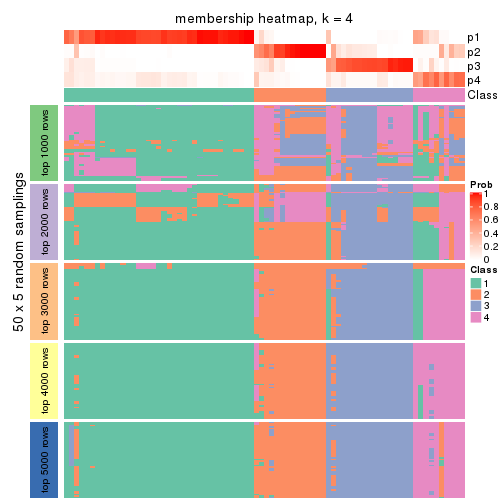 membership heatmap, k = 4
p1
p2
p3
p4
Class
50 x 5 random samplings
top 1000 rows
top 2000 rows
top 3000 rows
top 4000 rows
top 5000 rows
Prob
1
0.8
0.6
0.4
0.2
0
Class
1
2
3
4